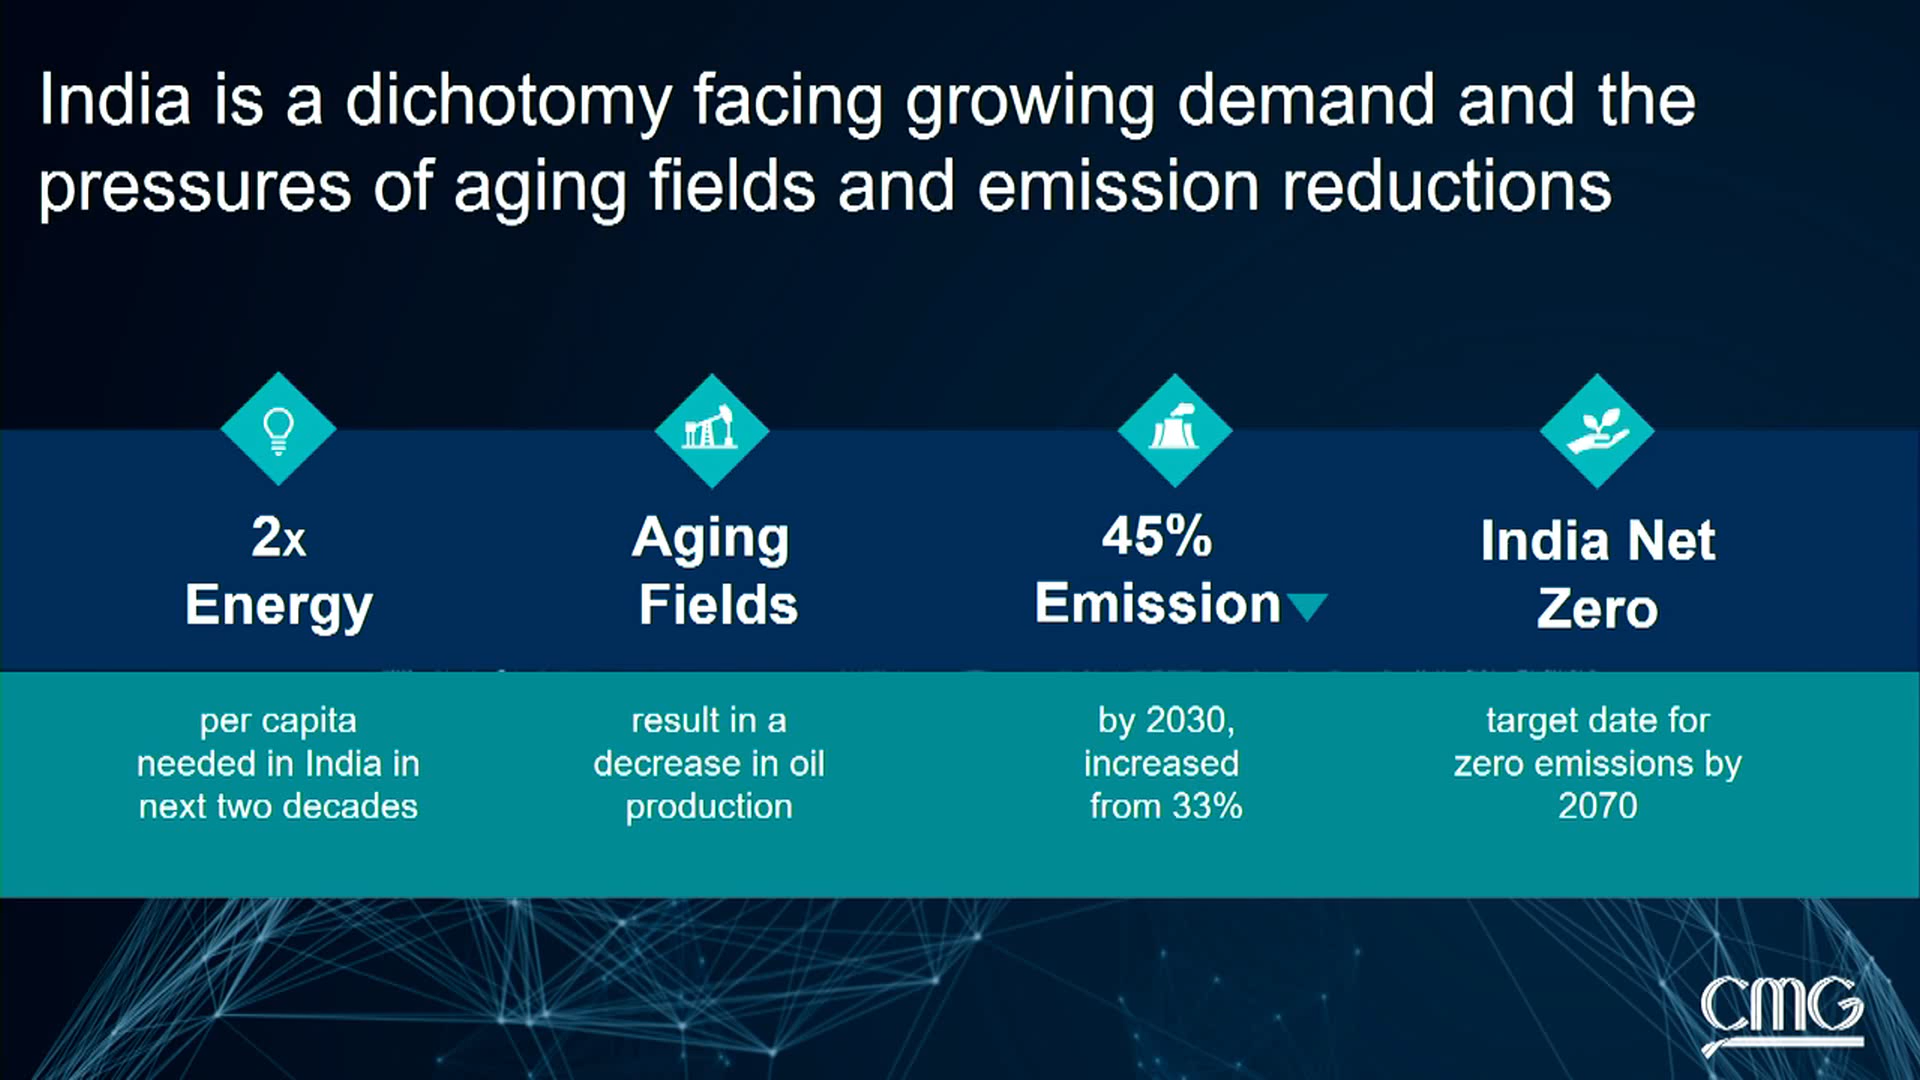 India is a dichotomy facing growing demand and the
pressures of aging fields and emission reductions
2x
Energy
per capita
needed in India in
next two decades
Aging
Fields
result in a
decrease in oil
production
45%
Emission
by 2030,
increased
from 33%
India Net
Zero
target date for
zero emissions by
2070
CMG